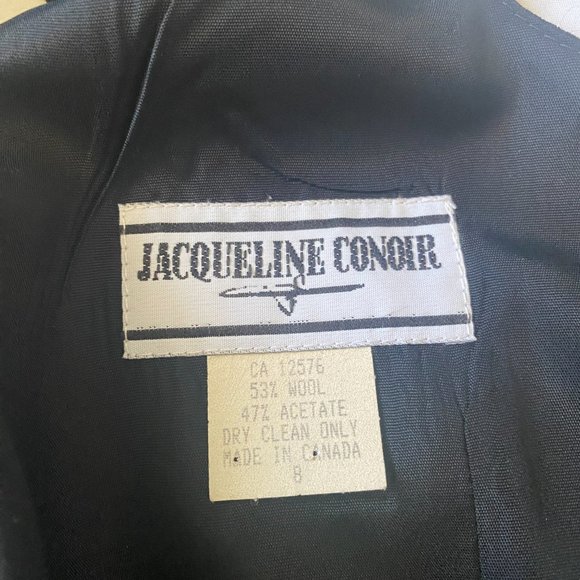 JACQUELINE CONOIR
CA 12576
53% WOOL
47% ACETATE
DRY CLEAN ONLY
MADE IN CANADA
8